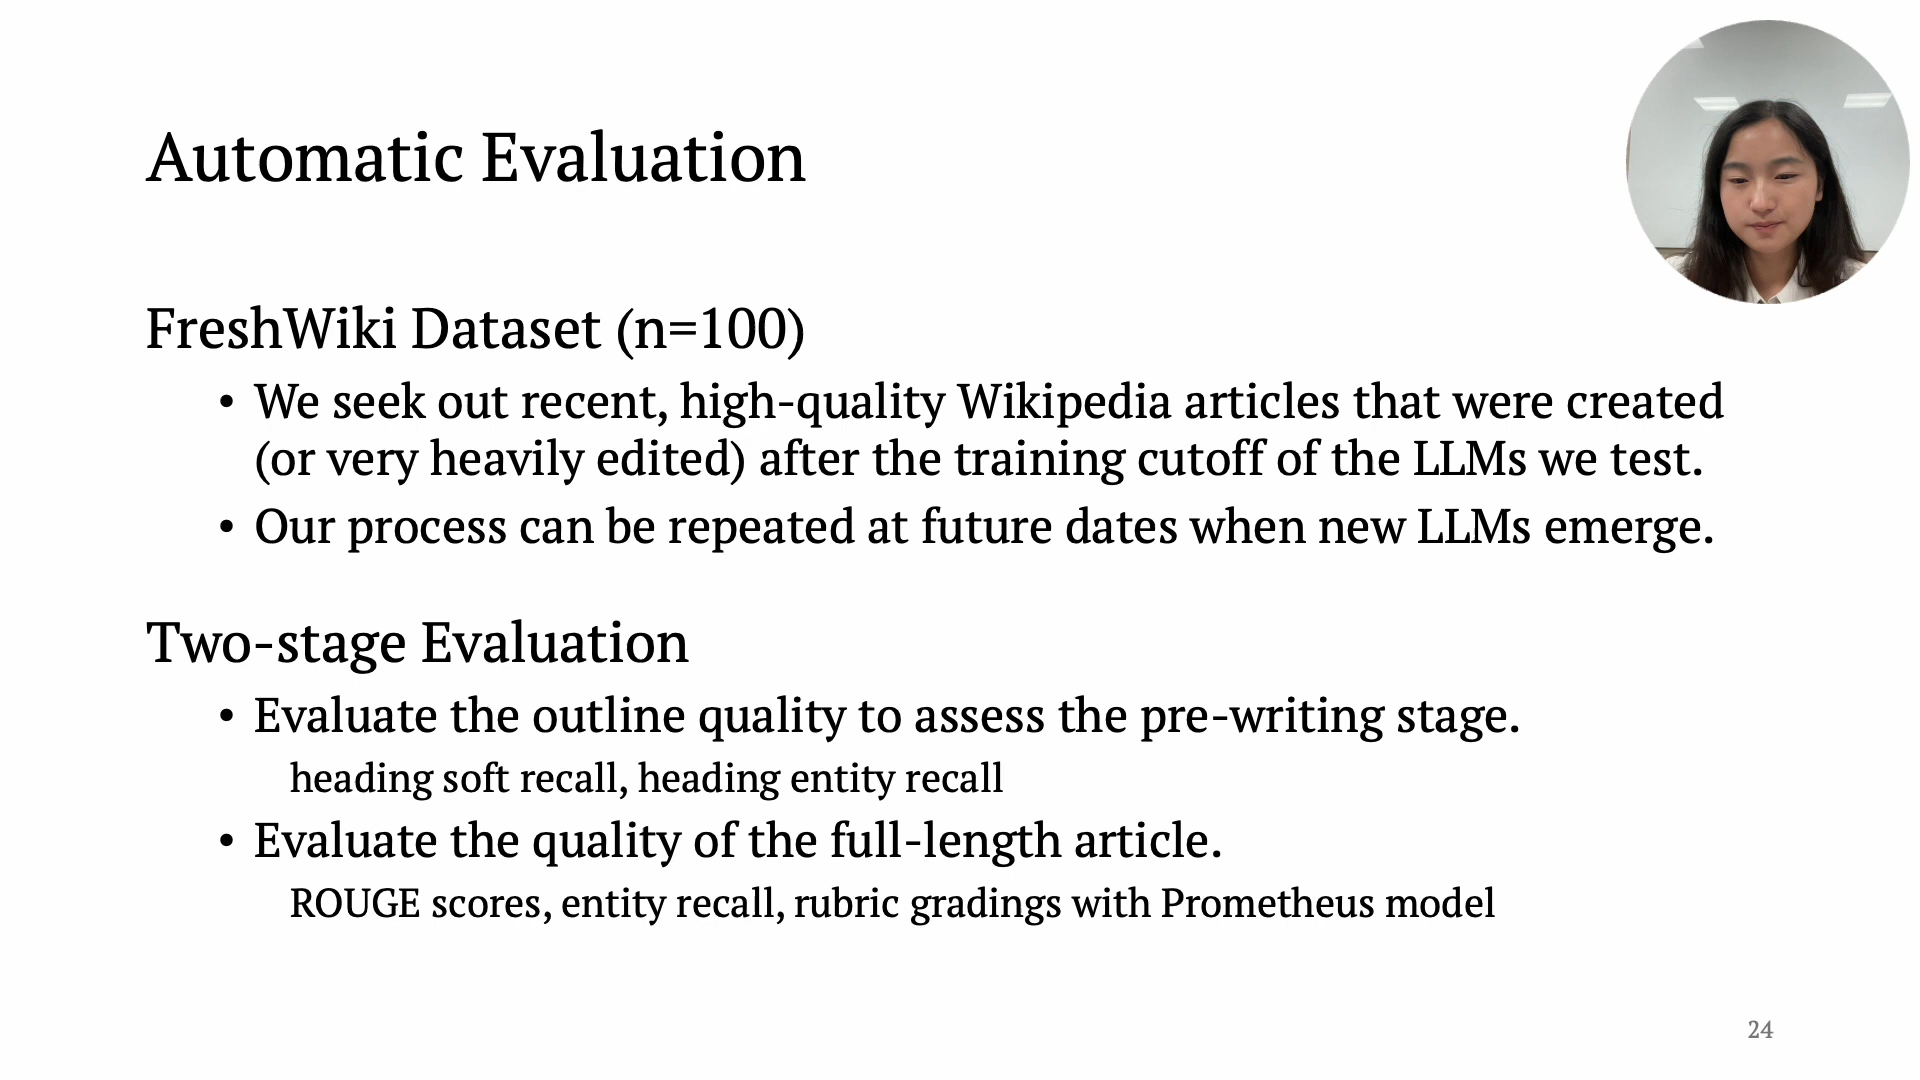 Automatic Evaluation
FreshWiki Dataset (n=100)
• We seek out recent, high-quality Wikipedia articles that were created
(or very heavily edited) after the training cutoff of the LLMs we test.
• Our process can be repeated at future dates when new LLMs emerge.
Two-stage Evaluation
• Evaluate the outline quality to assess the pre-writing stage.
heading soft recall, heading entity recall
• Evaluate the quality of the full-length article.
ROUGE scores, entity recall, rubric gradings with Prometheus model
24